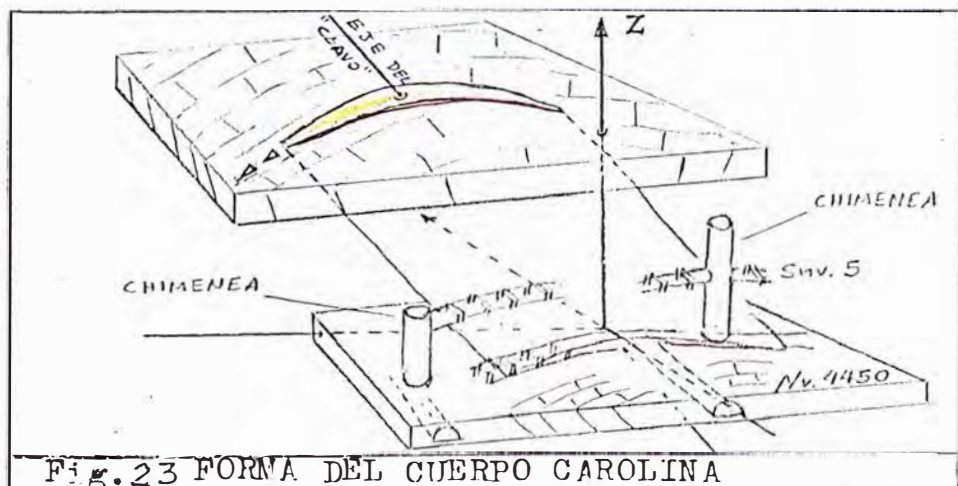 EJE DEL
"CLAVO"
Z
CHIMENEA
Snv. 5
CHIMENEA
Nv. 4450
Fig.23 FORMA DEL CUERPO CAROLINA